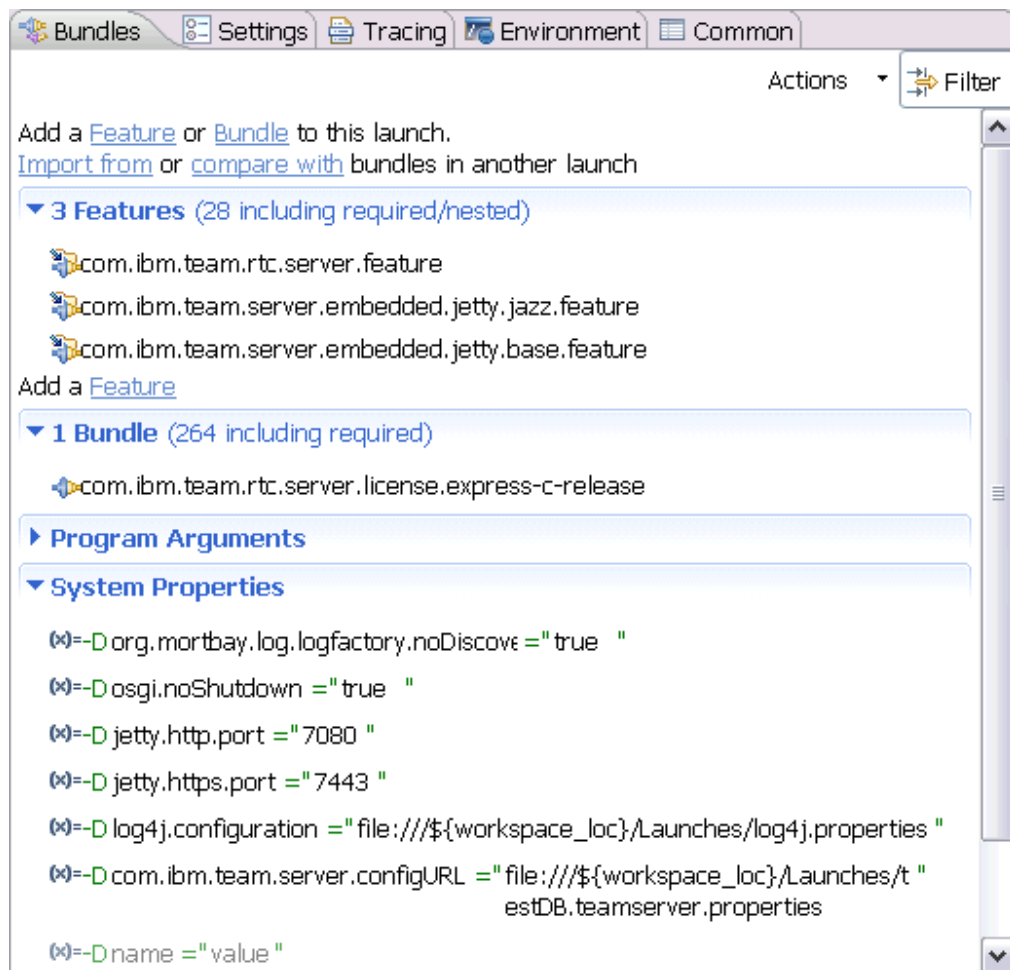 Bundles Settings Tracing Environment Common
Actions Filter
Add a Feature or Bundle to this launch.
Import from or compare with bundles in another launch
3 Features (28 including required/nested)
com.ibm.team.rtc.server.feature
com.ibm.team.server.embedded.jetty.jazz.feature
com.ibm.team.server.embedded.jetty.base.feature
Add a Feature
1 Bundle (264 including required)
com.ibm.team.rtc.server.license.express-c-release
Program Arguments
System Properties
(x)=-D org.mortbay.log.logfactory.noDiscove ="true "
(x)=-D osgi.noShutdown ="true "
(x)=-D jetty.http.port ="7080 "
(x)=-D jetty.https.port ="7443 "
(x)=-D log4j.configuration ="file:///${workspace_loc}/Launches/log4j.properties "
(x)=-D com.ibm.team.server.configURL ="file:///${workspace_loc}/Launches/t "
estDB.teamserver.properties
(x)=-D name ="value "